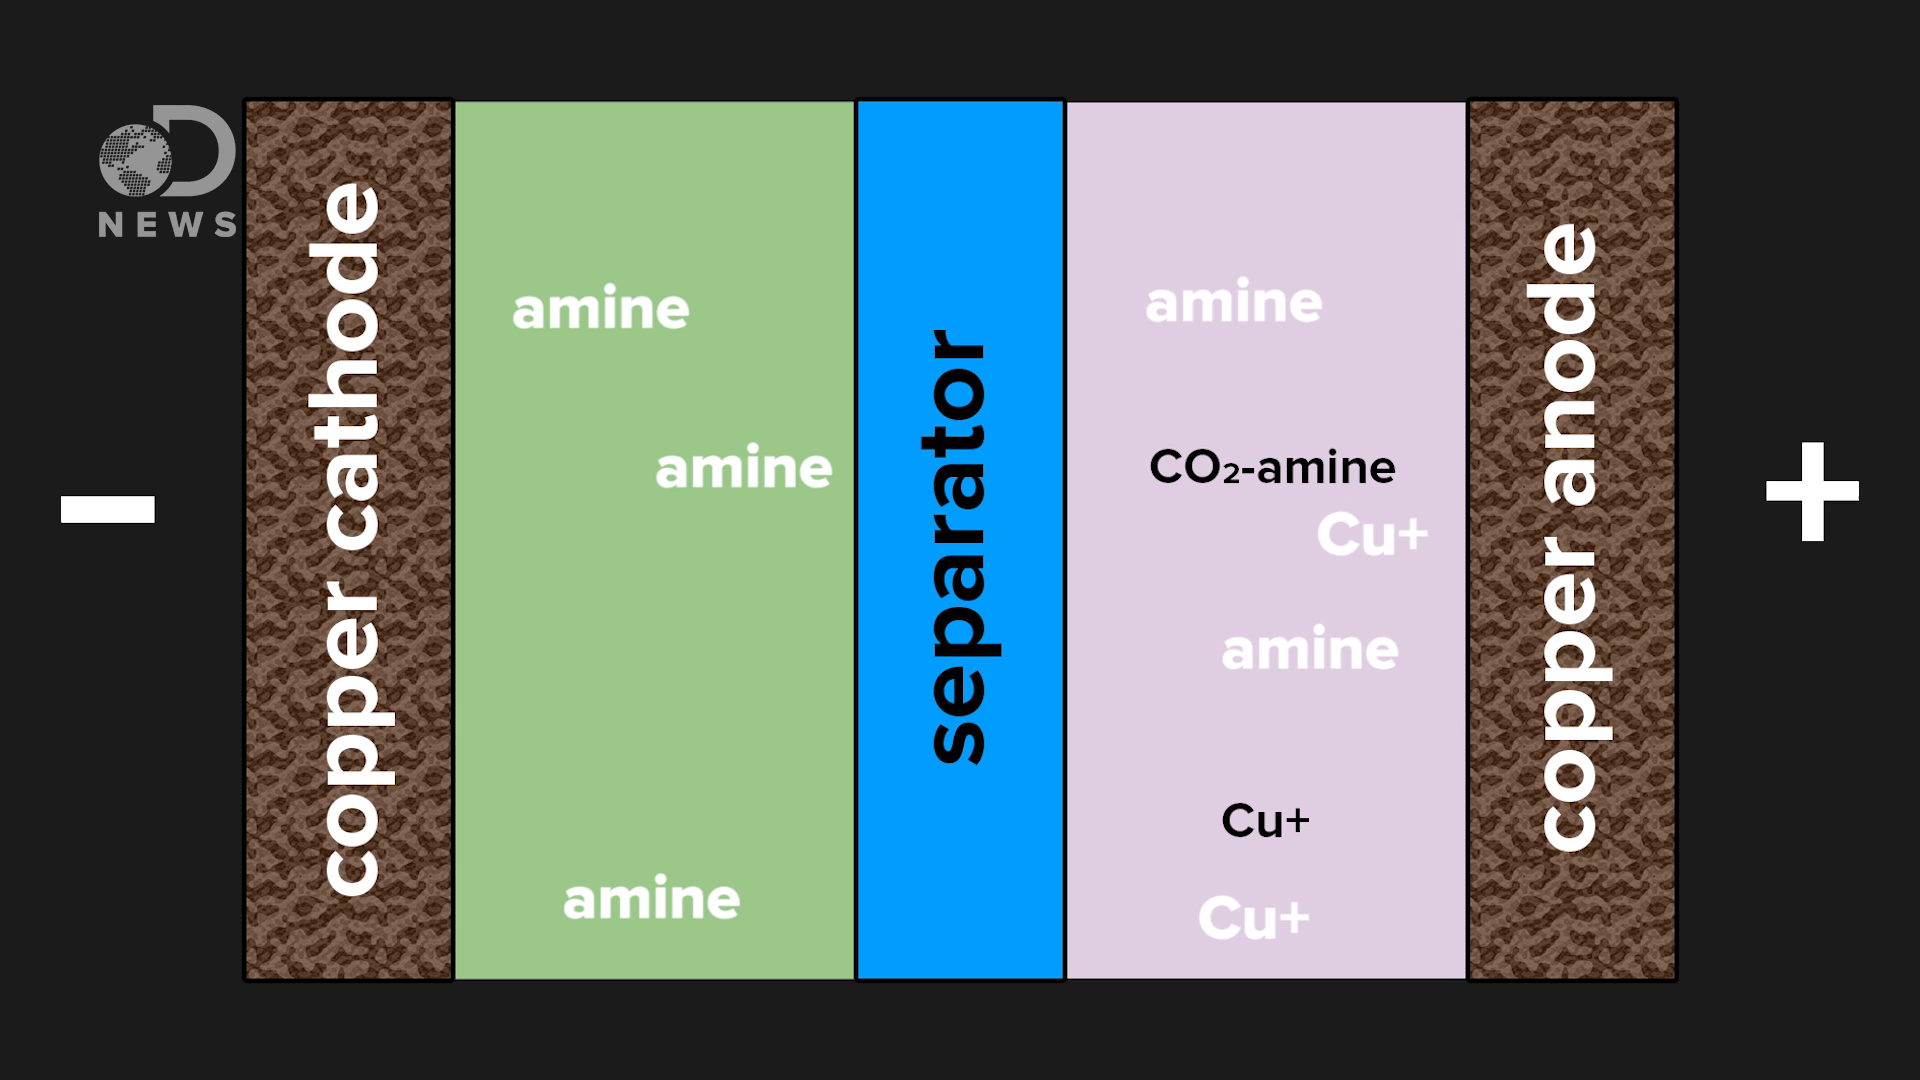 NEWS
-
copper cathode
amine
amine
amine
separator
amine
CO₂-amine
Cu+
amine
Cu+
Cu+
copper anode
+